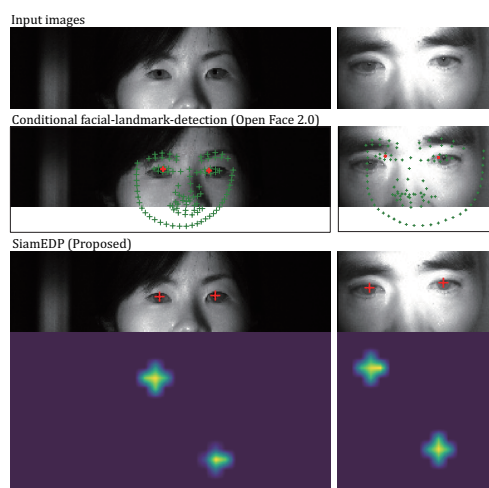 Input images
Conditional facial-landmark-detection (Open Face 2.0)
SiamEDP (Proposed)